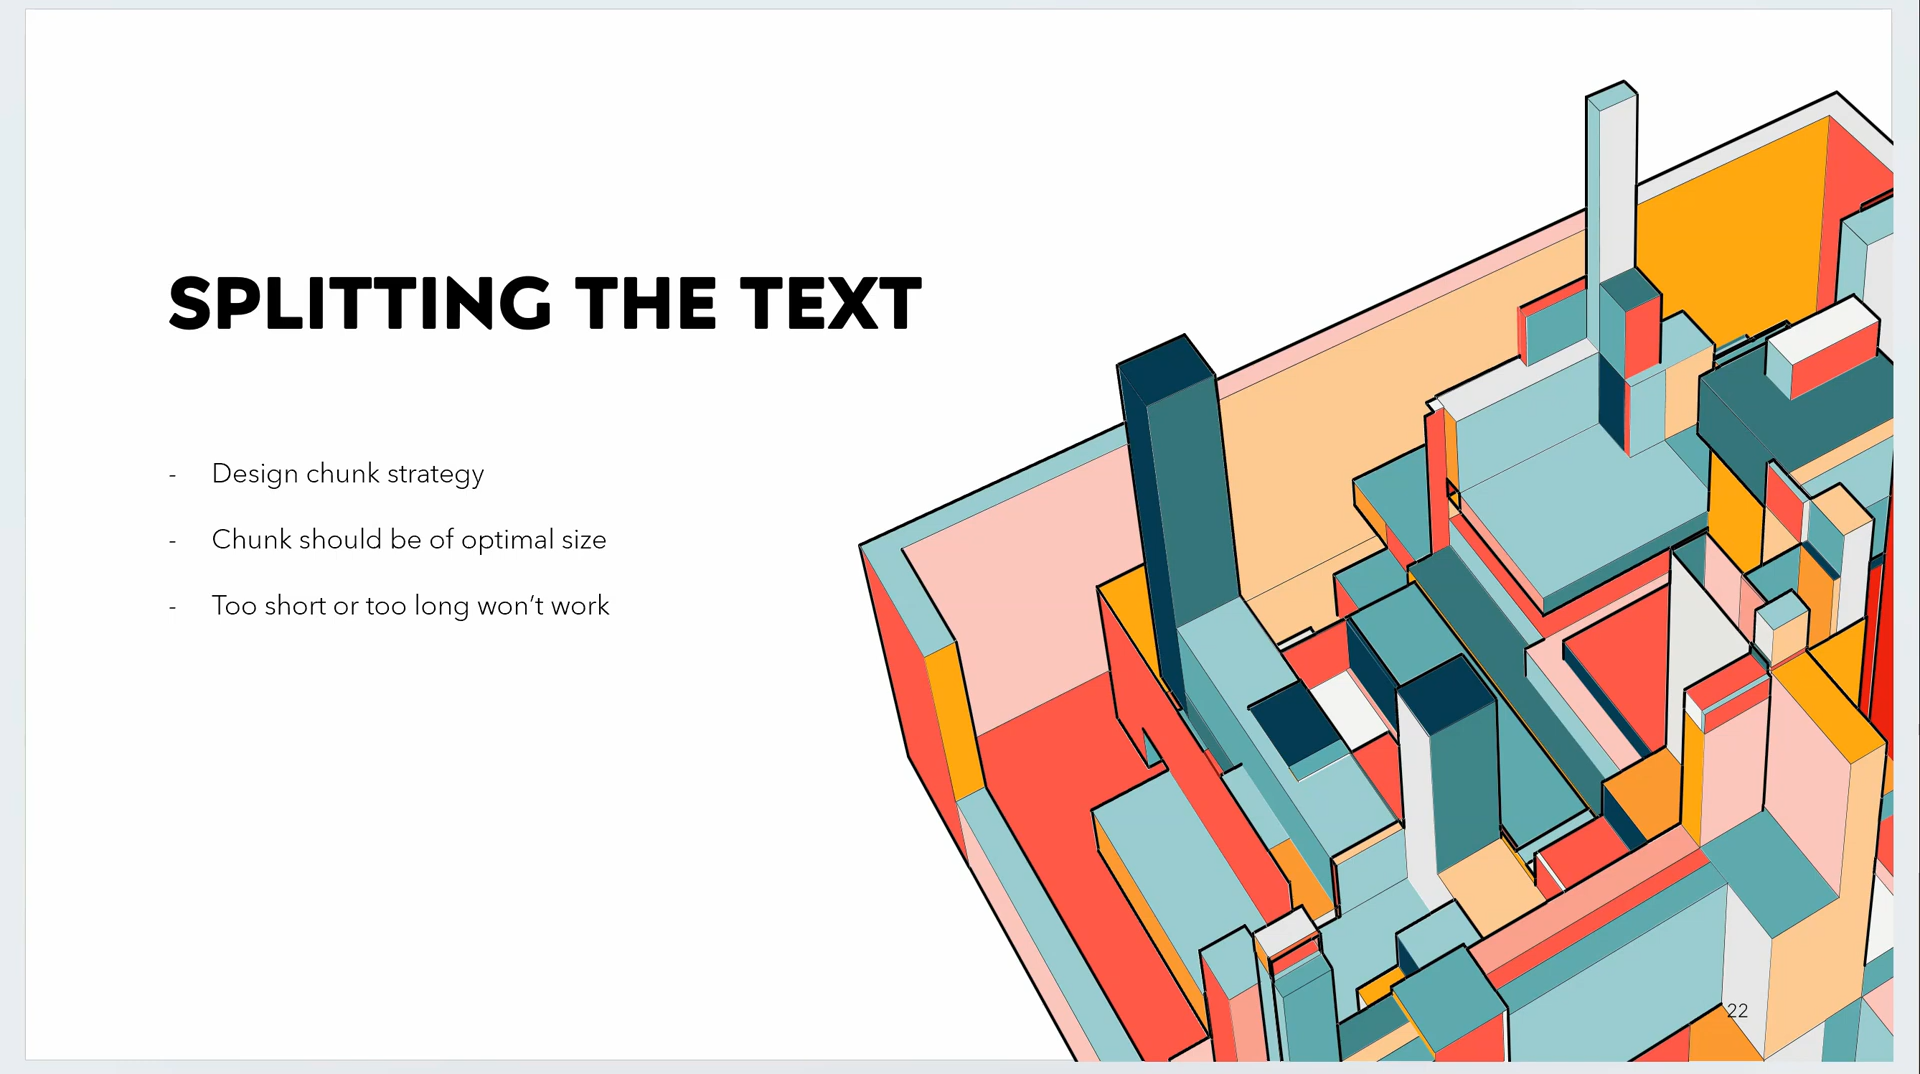 SPLITTING THE TEXT
- Design chunk strategy
- Chunk should be of optimal size
- Too short or too long won’t work
22